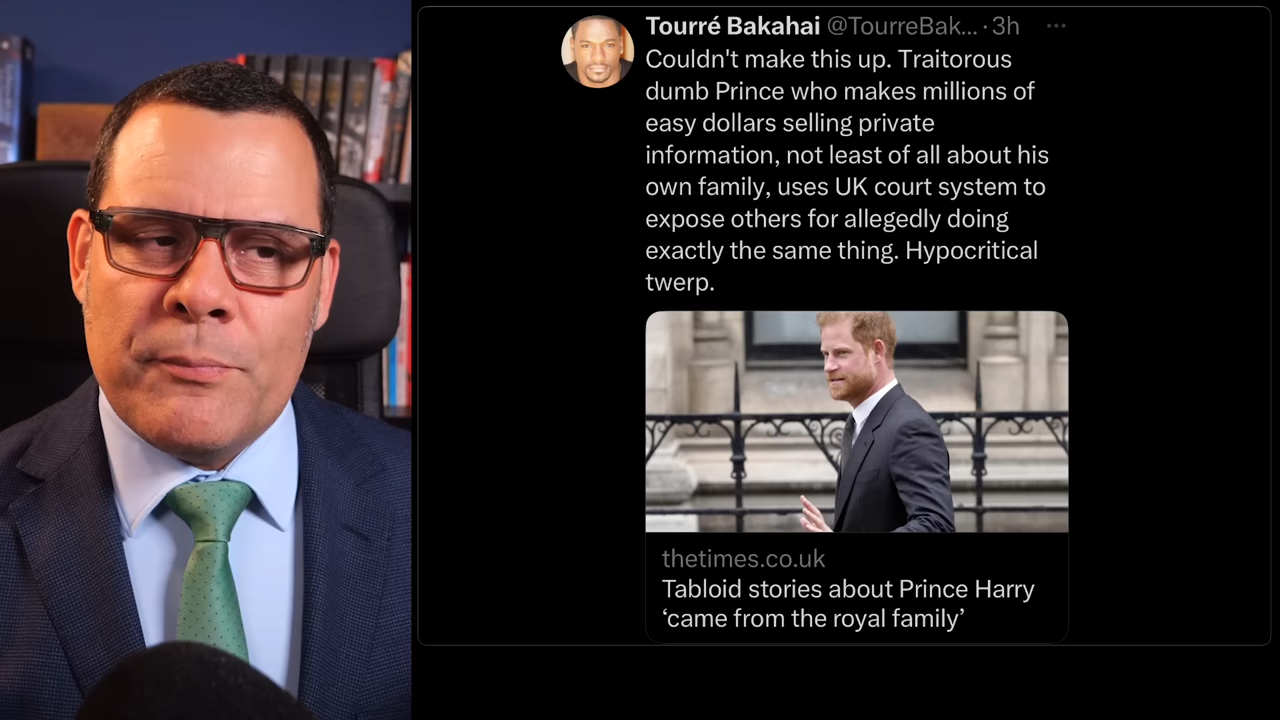 Tourré Bakahai @TourreBak... · 3h ···
Couldn't make this up. Traitorous
dumb Prince who makes millions of
easy dollars selling private
information, not least of all about his
own family, uses UK court system to
expose others for allegedly doing
exactly the same thing. Hypocritical
twerp.
thetimes.co.uk
Tabloid stories about Prince Harry
‘came from the royal family’